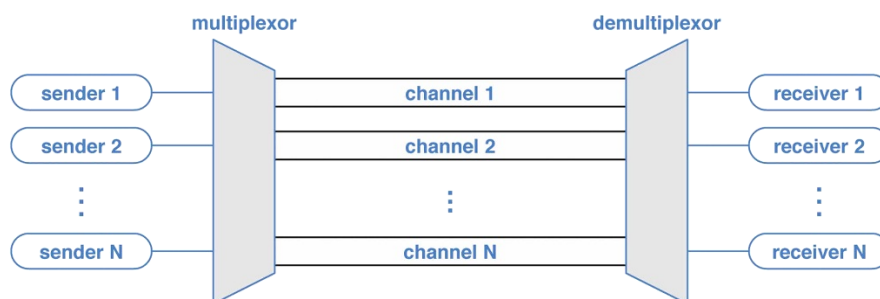 multiplexor demultiplexor
sender 1 channel 1 receiver 1
sender 2 channel 2 receiver 2
sender N channel N receiver N